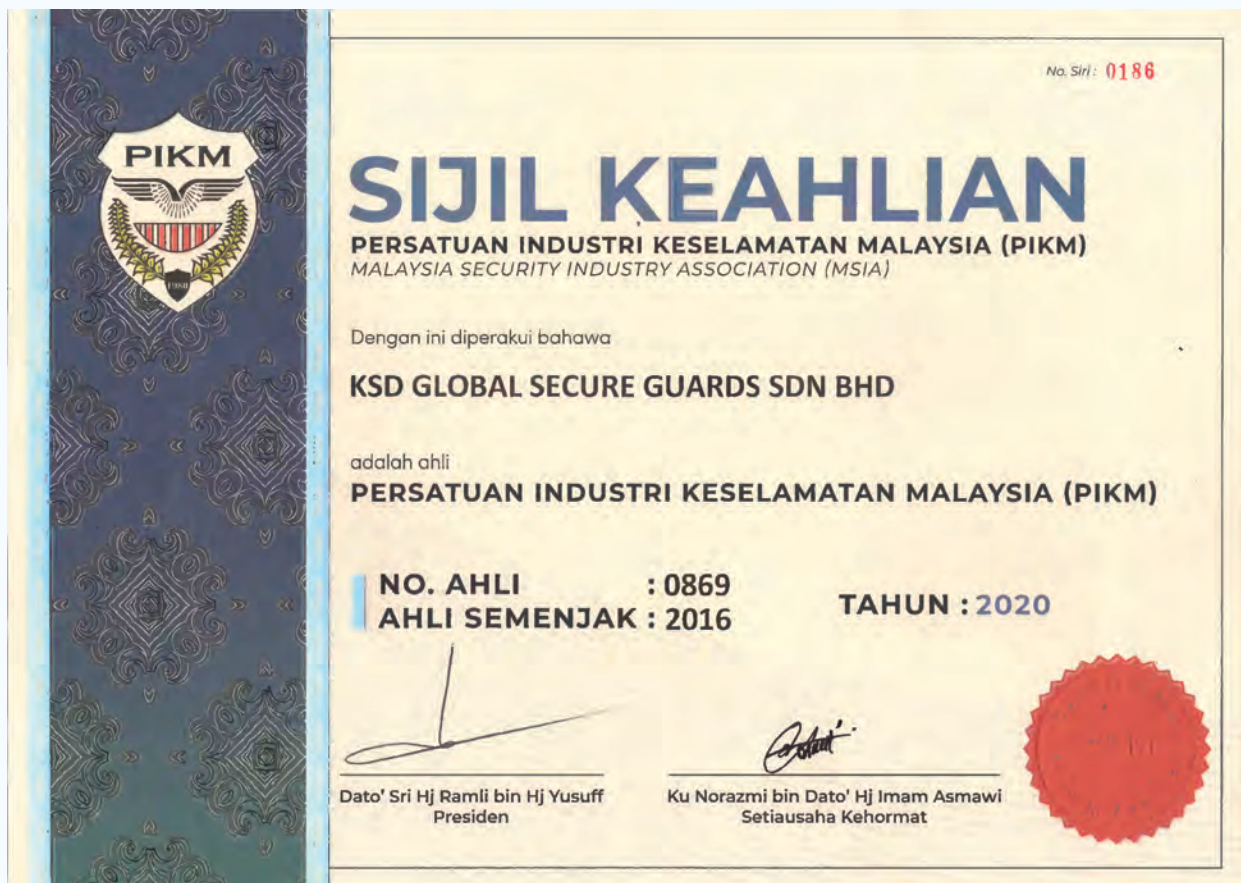 No. Siri : 0186
PIKM
1980
SIJIL KEAHLIAN
PERSATUAN INDUSTRI KESELAMATAN MALAYSIA (PIKM)
MALAYSIA SECURITY INDUSTRY ASSOCIATION (MSIA)
Dengan ini diperakui bahawa
KSD GLOBAL SECURE GUARDS SDN BHD
adalah ahli
PERSATUAN INDUSTRI KESELAMATAN MALAYSIA (PIKM)
NO. AHLI : 0869
AHLI SEMENJAK : 2016
TAHUN : 2020
Dato' Sri Hj Ramli bin Hj Yusuff
Presiden
Ku Norazmi bin Dato' Hj Imam Asmawi
Setiausaha Kehormat